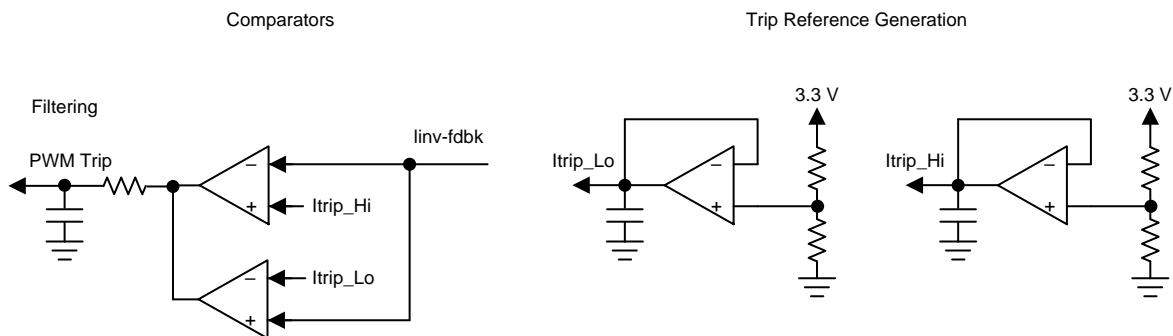 Comparators
Trip Reference Generation
Filtering
PWM Trip
Iinv-fdbk
Itrip_Hi
Itrip_Lo
3.3 V
Itrip_Lo
3.3 V
Itrip_Hi
−
+
−
+
−
+
−
+